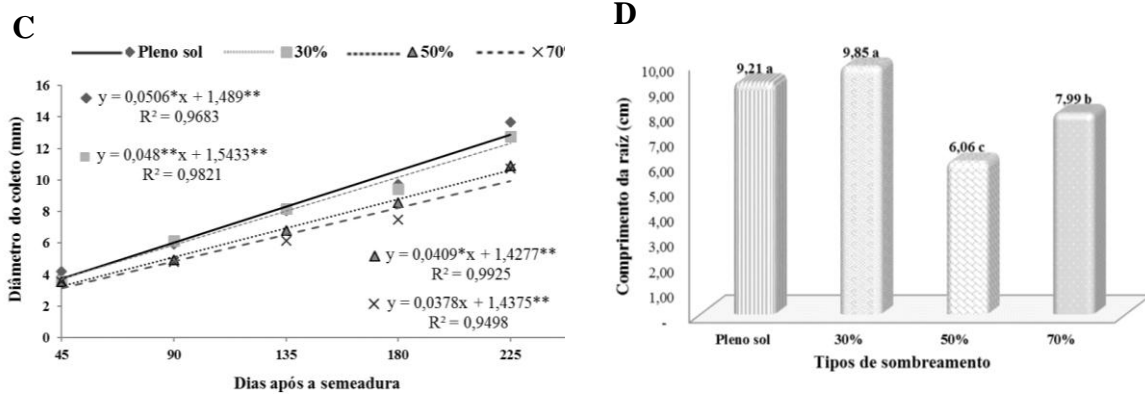 C
Pleno sol 30% 50% 70%
Diâmetro do coleto (mm)
16
14
12
10
8
6
4
2
0
y = 0,0506*x + 1,489**
R² = 0,9683
y = 0,048**x + 1,5433**
R² = 0,9821
y = 0,0409*x + 1,4277**
R² = 0,9925
y = 0,0378x + 1,4375**
R² = 0,9498
45 90 135 180 225
Dias após a semeadura
D
Comprimento da raíz (cm)
10,00
9,00
8,00
7,00
6,00
5,00
4,00
3,00
2,00
1,00
-
9,21 a
9,85 a
6,06 c
7,99 b
Pleno sol 30% 50% 70%
Tipos de sombreamento